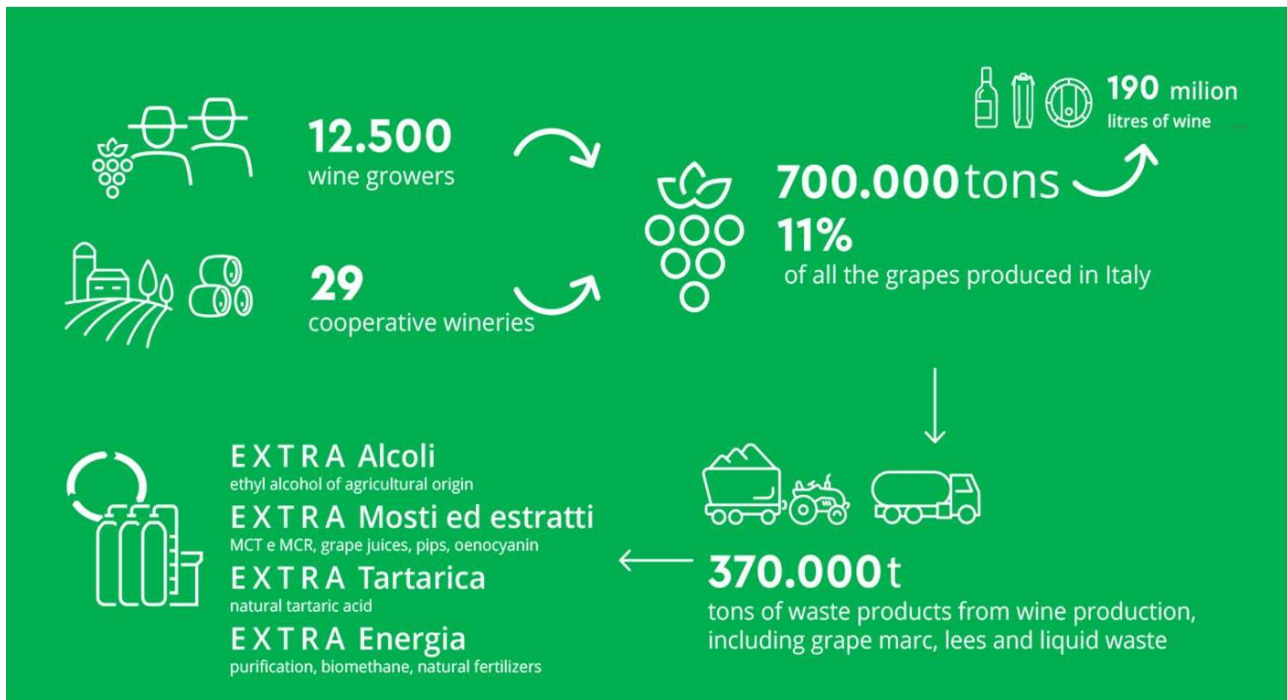 12.500
wine growers
29
cooperative wineries
700.000 tons
11%
of all the grapes produced in Italy
190 milion
litres of wine
370.000 t
tons of waste products from wine production,
including grape marc, lees and liquid waste
EXTRA Alcoli
ethyl alcohol of agricultural origin
EXTRA Mosti ed estratti
MCT e MCR, grape juices, pips, oenocyanin
EXTRA Tartarica
natural tartaric acid
EXTRA Energia
purification, biomethane, natural fertilizers